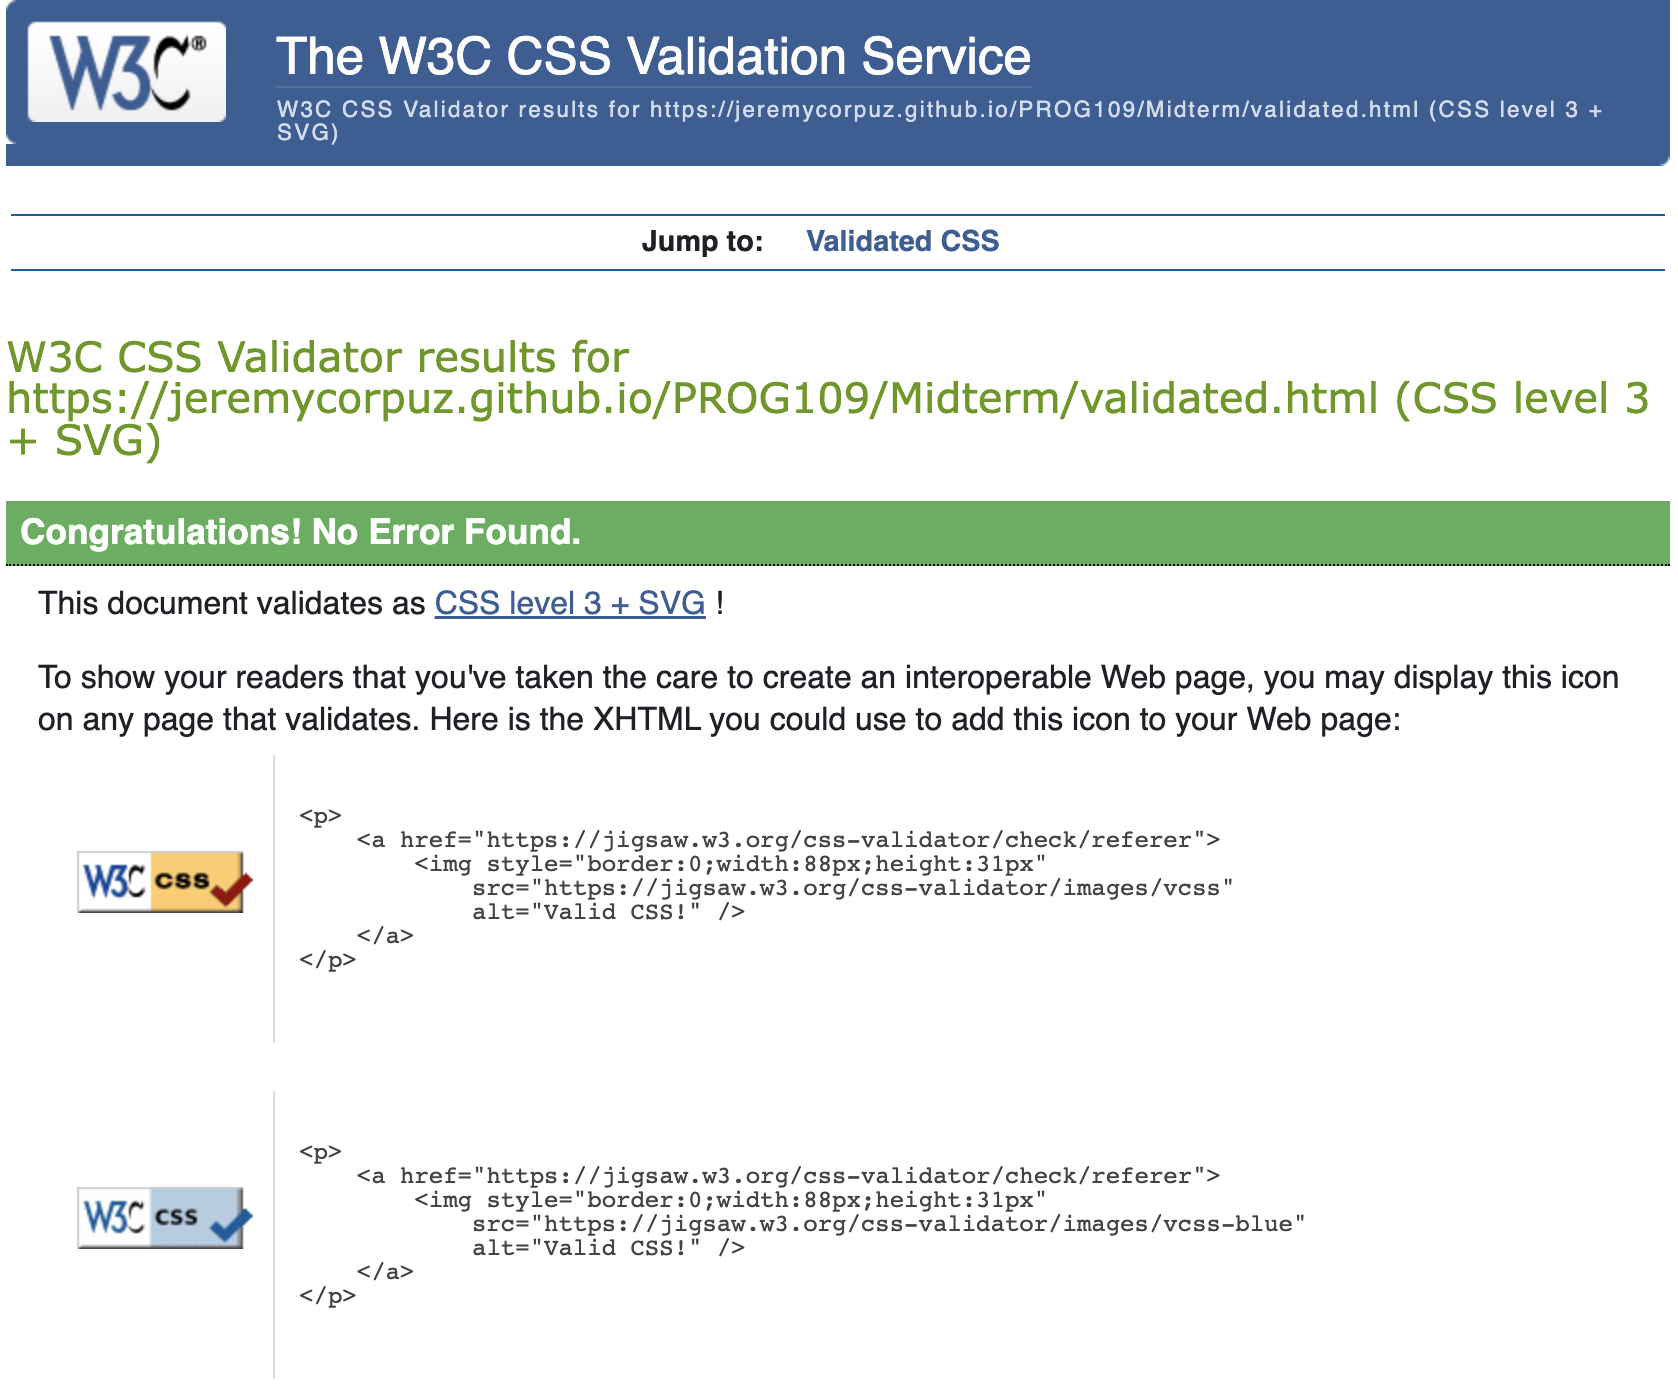 W3C®
The W3C CSS Validation Service
W3C CSS Validator results for https://jeremycorpuz.github.io/PROG109/Midterm/validated.html (CSS level 3 +
SVG)
Jump to: Validated CSS
W3C CSS Validator results for
https://jeremycorpuz.github.io/PROG109/Midterm/validated.html (CSS level 3
+ SVG)
Congratulations! No Error Found.
This document validates as CSS level 3 + SVG !
To show your readers that you've taken the care to create an interoperable Web page, you may display this icon
on any page that validates. Here is the XHTML you could use to add this icon to your Web page:
W3C css
<p>
    <a href="https://jigsaw.w3.org/css-validator/check/referer">
        <img style="border:0;width:88px;height:31px"
            src="https://jigsaw.w3.org/css-validator/images/vcss"
            alt="Valid CSS!" />
    </a>
</p>
W3C css
<p>
    <a href="https://jigsaw.w3.org/css-validator/check/referer">
        <img style="border:0;width:88px;height:31px"
            src="https://jigsaw.w3.org/css-validator/images/vcss-blue"
            alt="Valid CSS!" />
    </a>
</p>